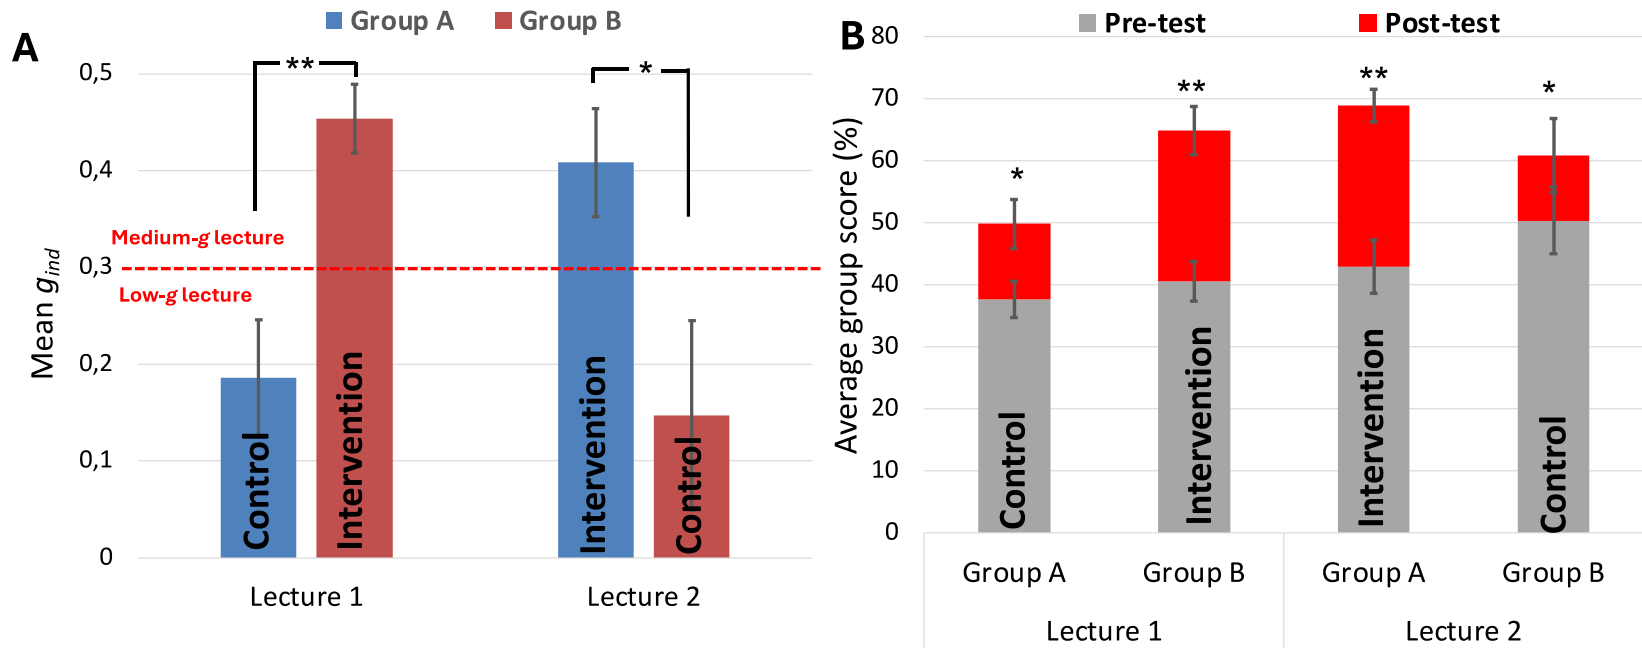 A
Group A
Group B
**
*
0,5
0,4
0,3
0,2
0,1
0
Mean gind
Medium-g lecture
Low-g lecture
Control
Intervention
Intervention
Control
Lecture 1
Lecture 2
B
Pre-test
Post-test
80
70
60
50
40
30
20
10
0
Average group score (%)
*
**
**
*
Control
Intervention
Intervention
Control
Group A
Group B
Group A
Group B
Lecture 1
Lecture 2